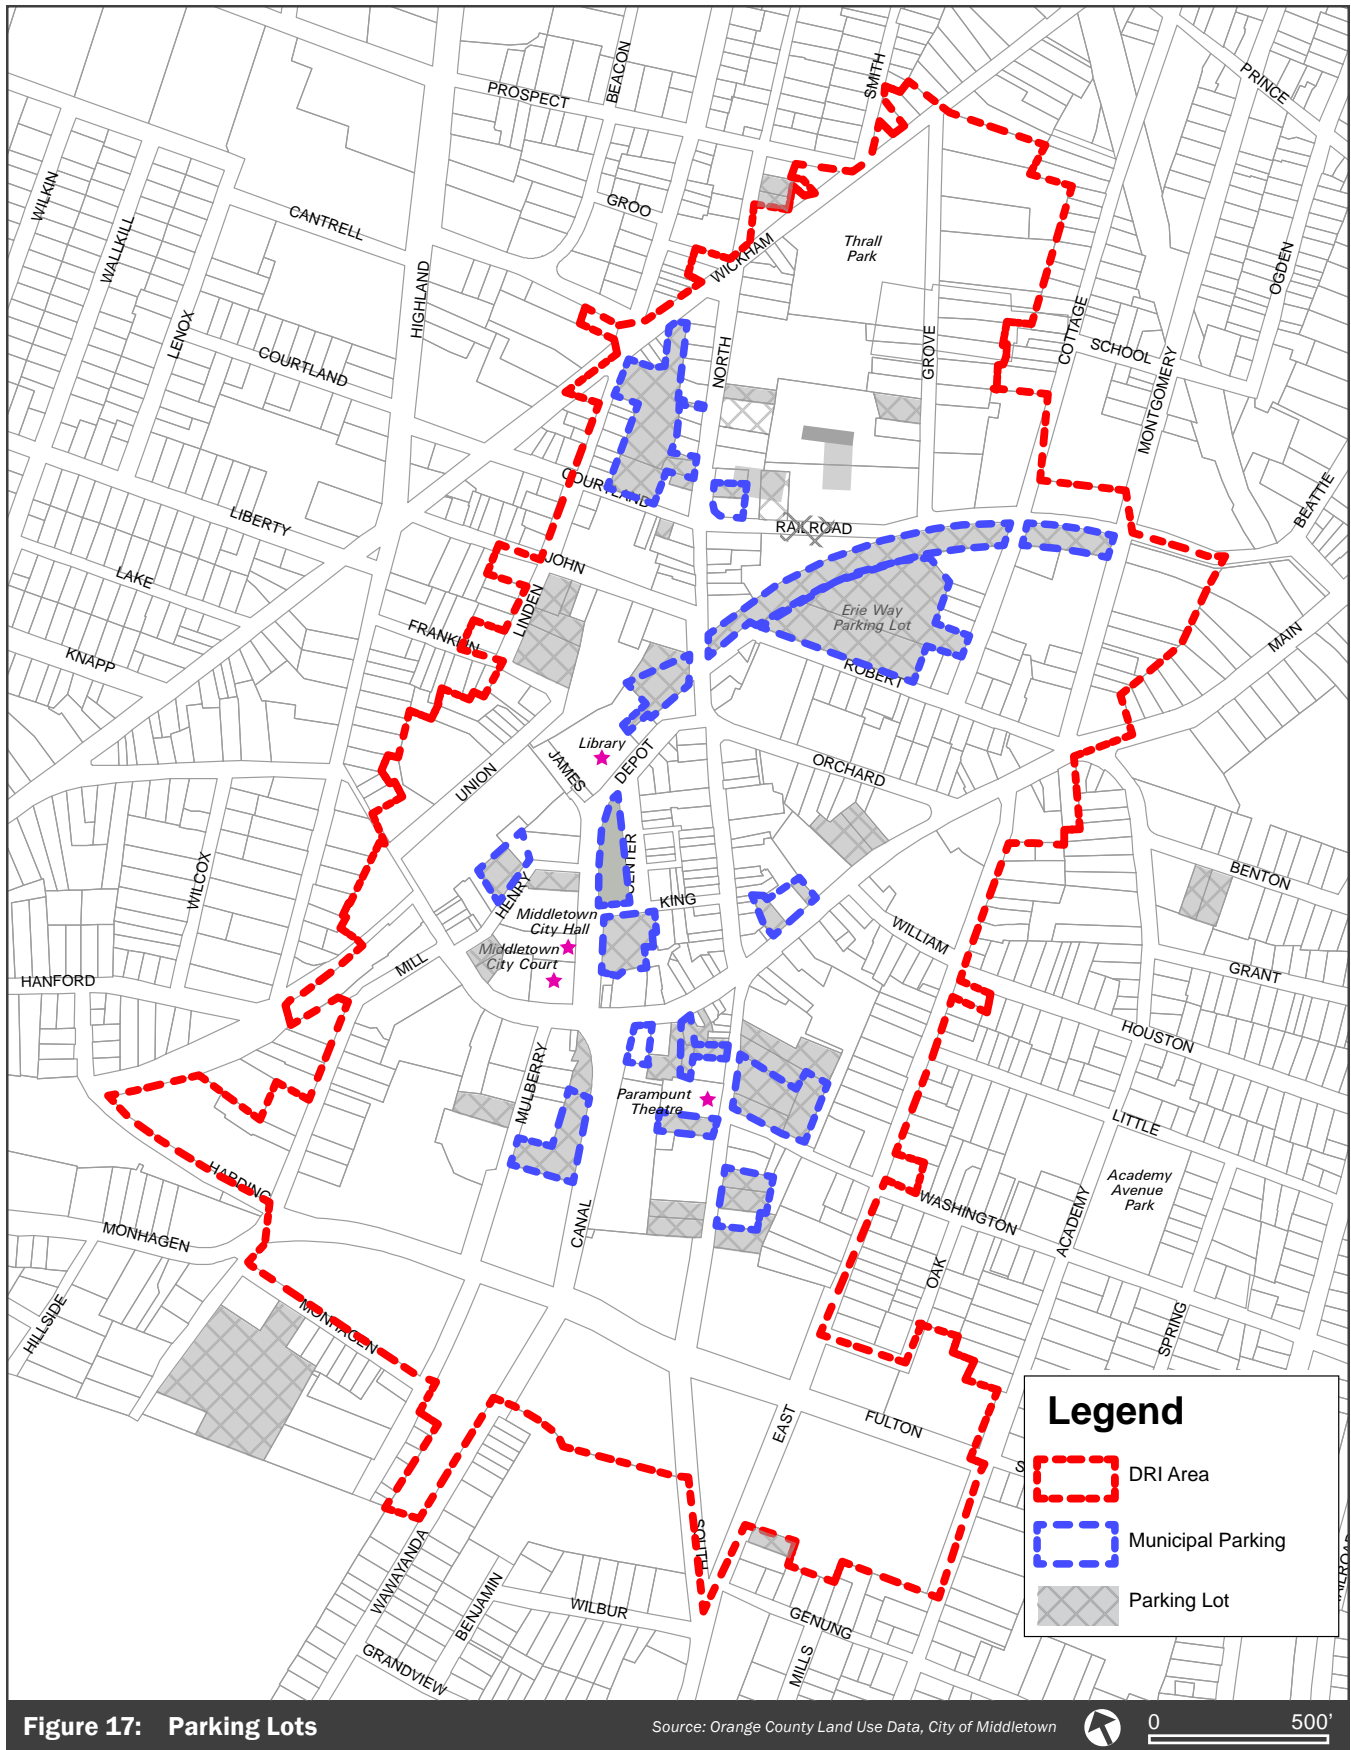 SMITH
PRINCE
BEACON
PROSPECT
WILKIN
GROO
CANTRELL
WALLKILL
WICKHAM
Thrall
Park
OGDEN
HIGHLAND
LENOX
COURTLAND
NORTH
GROVE
COTTAGE
SCHOOL
MONTGOMERY
COURTLAND
BEATTIE
LIBERTY
RAILROAD
JOHN
LAKE
LINDEN
Erie Way
Parking Lot
FRANKLIN
MAIN
KNAPP
ROBERT
Library
JAMES
DEPOT
UNION
ORCHARD
CENTER
WILCOX
BENTON
HENRY
KING
Middletown
City Hall
WILLIAM
Middletown
City Court
MILL
HANFORD
GRANT
HOUSTON
MULBERRY
Paramount
Theatre
LITTLE
HARDING
Academy
Avenue
Park
WASHINGTON
ACADEMY
MONHAGEN
CANAL
OAK
HILLSIDE
MONHAGEN
SPRING
EAST
FULTON
S
SOUTH
WAWAYANDA
BENJAMIN
WILBUR
GENUNG
MILLS
GRANDVIEW
Legend
DRI Area
Municipal Parking
Parking Lot
Figure 17: Parking Lots
Source: Orange County Land Use Data, City of Middletown
0 500’